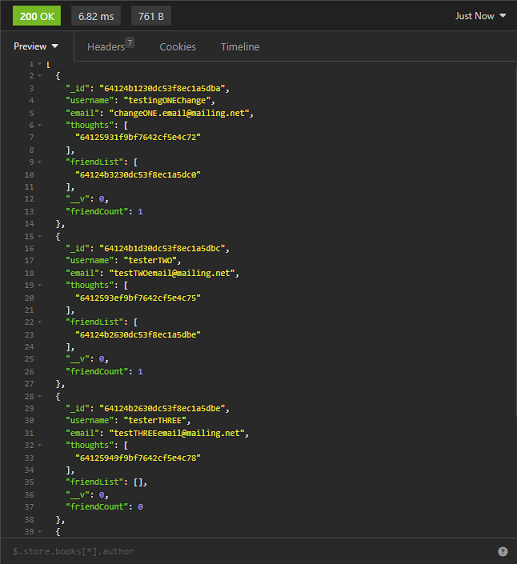 200 OK 6.82 ms 761 B Just Now
Preview Headers 7 Cookies Timeline
1 [
2 {
3 "_id": "64124b1230dc53f8ec1a5dba",
4 "username": "testingONEChange",
5 "email": "changeONE.email@mailing.net",
6 "thoughts": [
7 "64125931f9bf7642cf5e4c72"
8 ],
9 "friendList": [
10 "64124b3230dc53f8ec1a5dc0"
11 ],
12 "__v": 0,
13 "friendCount": 1
14 },
15 {
16 "_id": "64124b1d30dc53f8ec1a5dbc",
17 "username": "testerTWO",
18 "email": "testTWOemail@mailing.net",
19 "thoughts": [
20 "6412593ef9bf7642cf5e4c75"
21 ],
22 "friendList": [
23 "64124b2630dc53f8ec1a5dbe"
24 ],
25 "__v": 0,
26 "friendCount": 1
27 },
28 {
29 "_id": "64124b2630dc53f8ec1a5dbe",
30 "username": "testerTHREE",
31 "email": "testTHREEemail@mailing.net",
32 "thoughts": [
33 "64125949f9bf7642cf5e4c78"
34 ],
35 "friendList": [],
36 "__v": 0,
37 "friendCount": 0
38 },
39 {
$.store.books[*].author